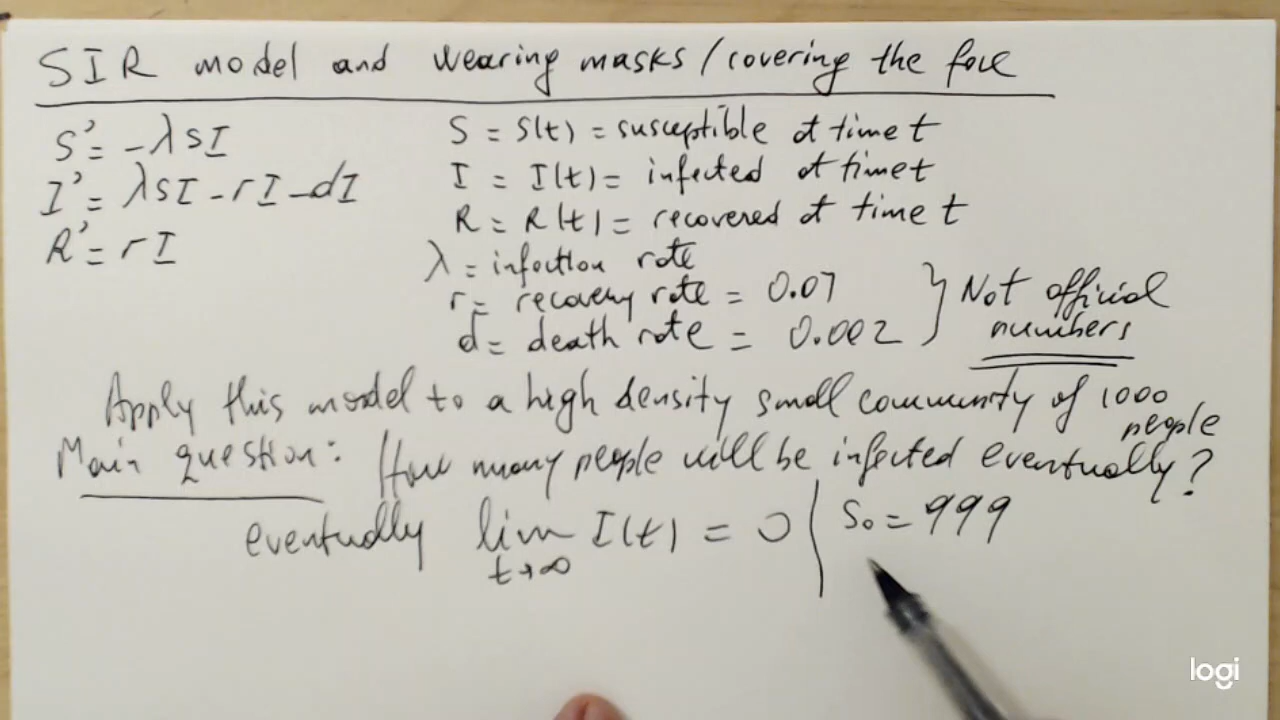 SIR model and wearing masks / covering the face
S' = -λSI
I' = λSI - rI - dI
R' = rI
S = S(t) = susceptible at time t
I = I(t) = infected at time t
R = R(t) = recovered at time t
λ = infection rate
r = recovery rate = 0.07
d = death rate = 0.002
} Not official
numbers
Apply this model to a high density small community of 1000
people
Main question: How many people will be infected eventually?
eventually lim I(t) = 0 | S₀ = 999
t→∞
logi